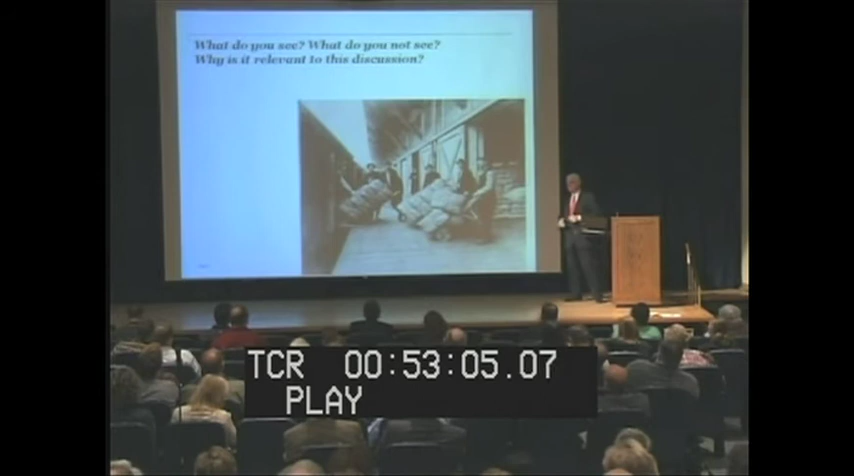 What do you see? What do you not see?
Why is it relevant to this discussion?
TCR 00:53:05.07
PLAY